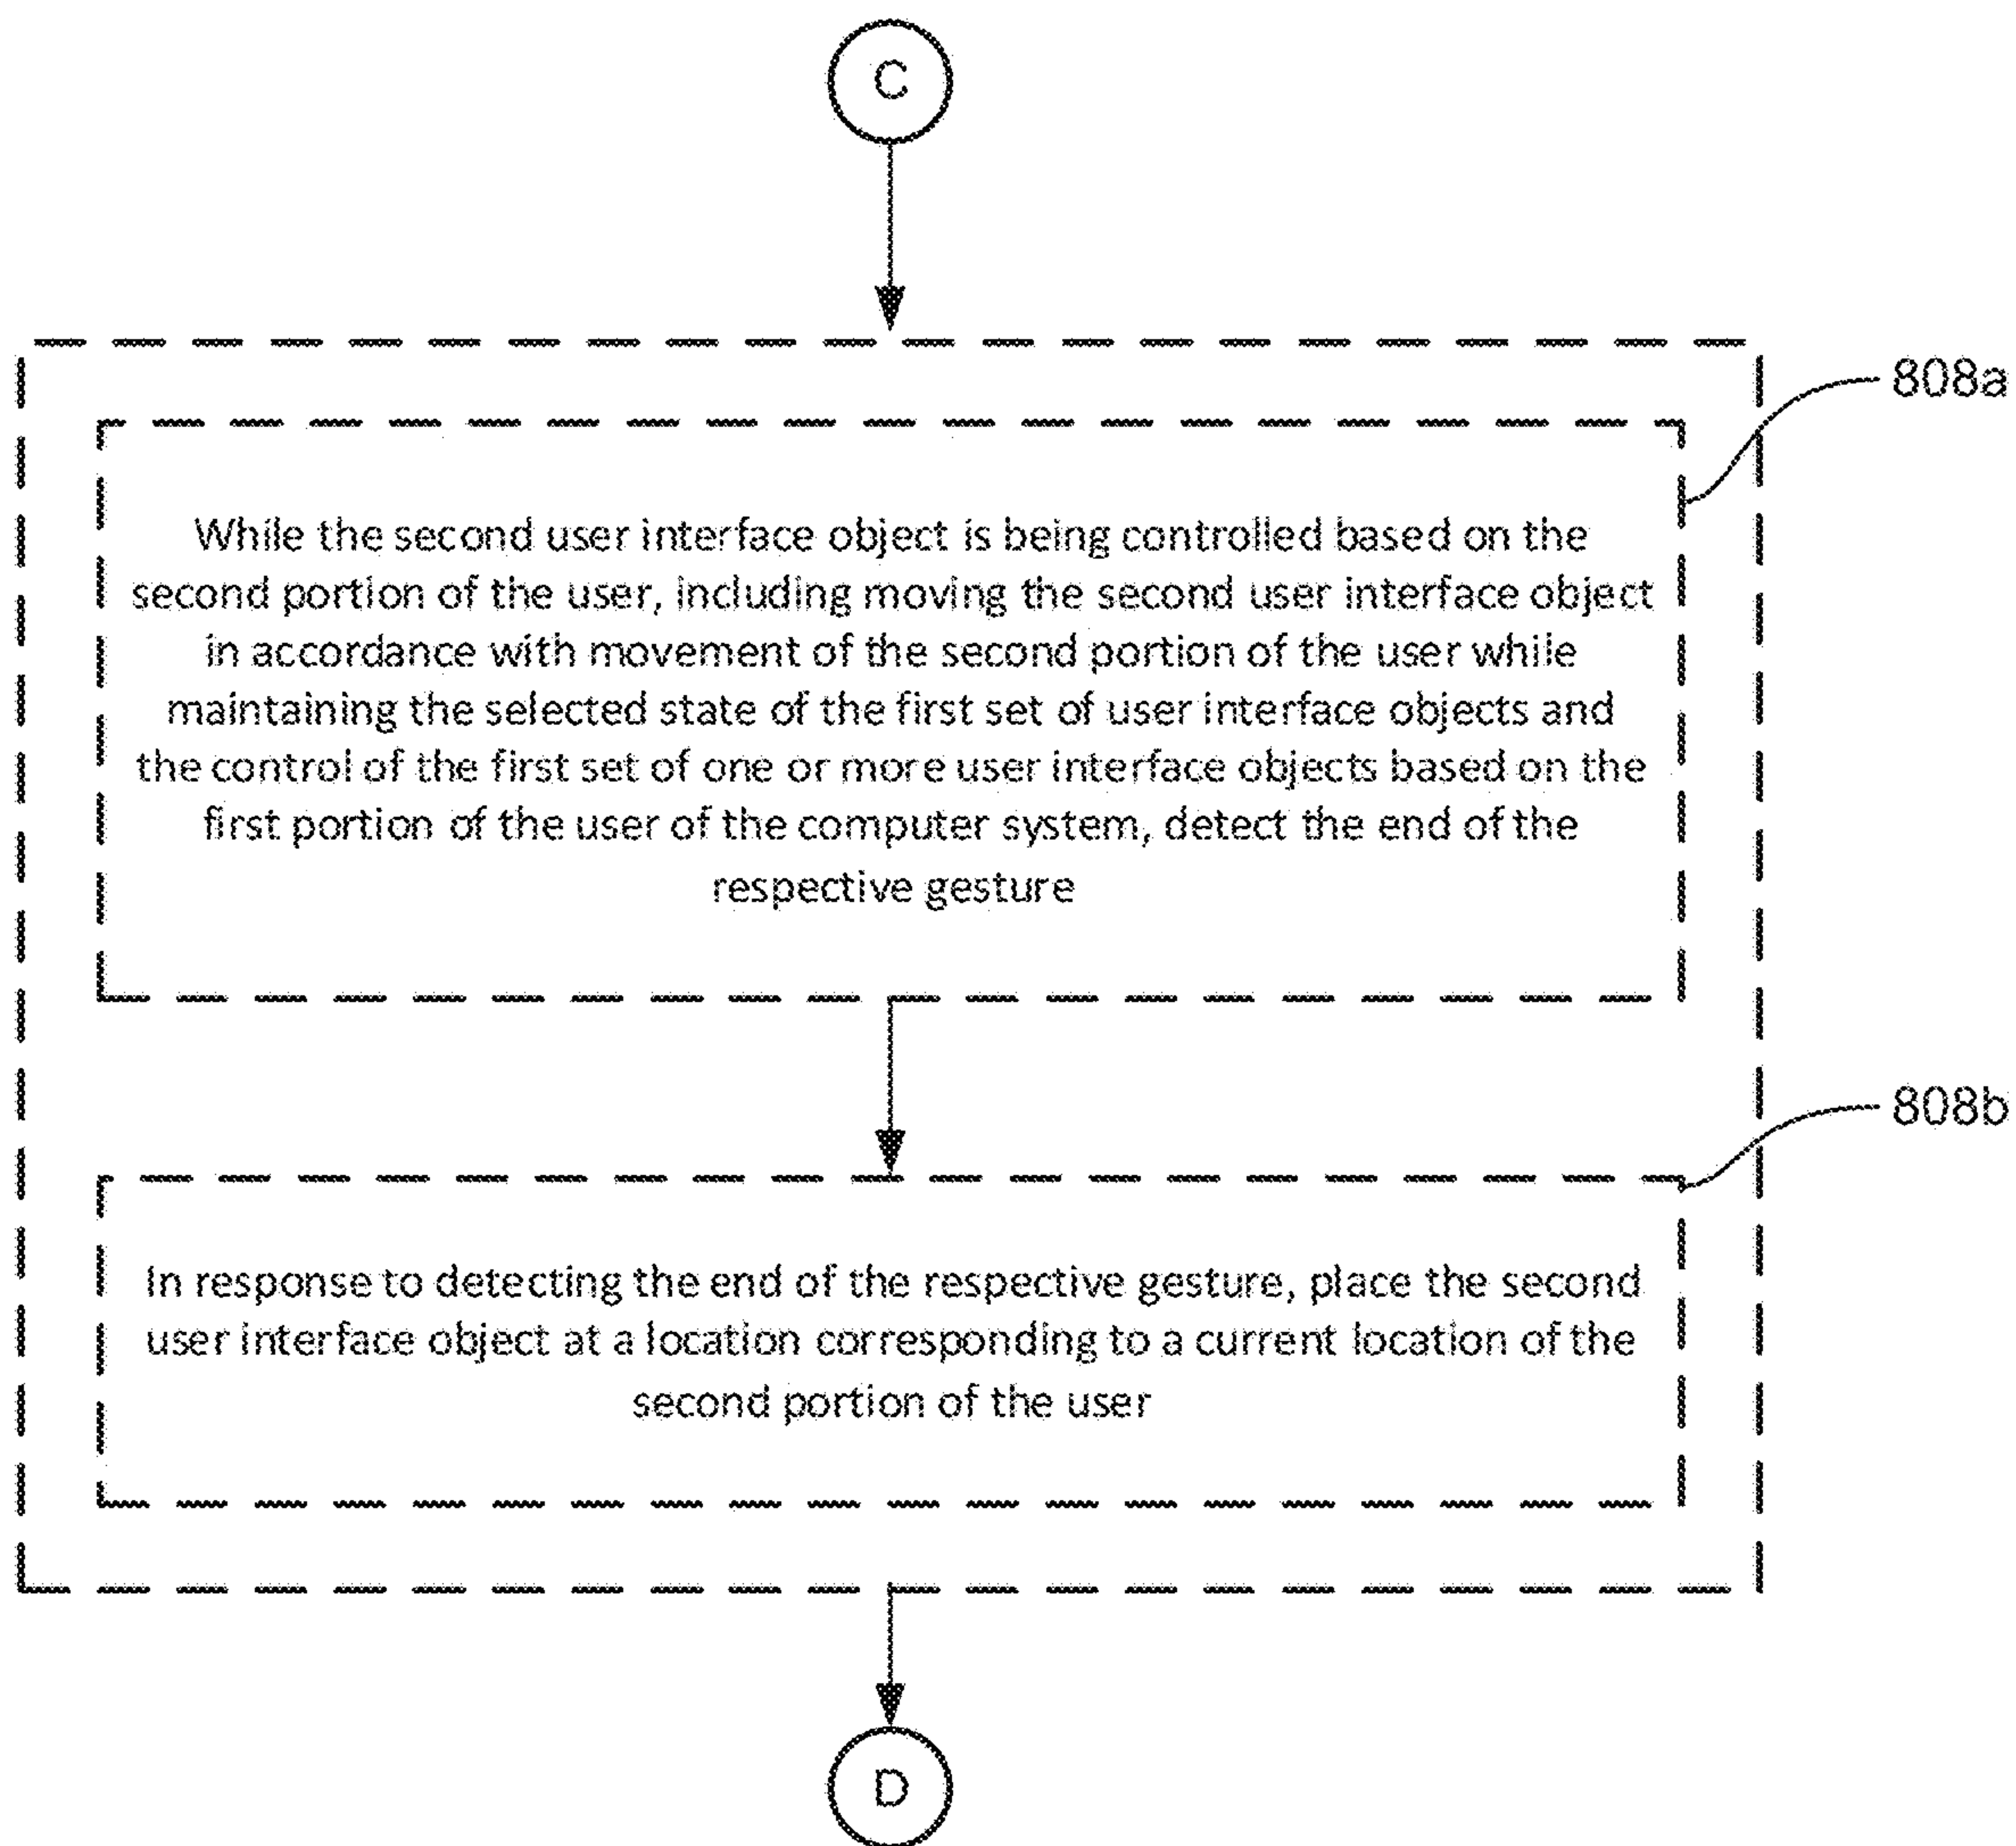 C
808a
While the second user interface object is being controlled based on the
second portion of the user, including moving the second user interface object
in accordance with movement of the second portion of the user while
maintaining the selected state of the first set of user interface objects and
the control of the first set of one or more user interface objects based on the
first portion of the user of the computer system, detect the end of the
respective gesture
808b
In response to detecting the end of the respective gesture, place the second
user interface object at a location corresponding to a current location of the
second portion of the user
D